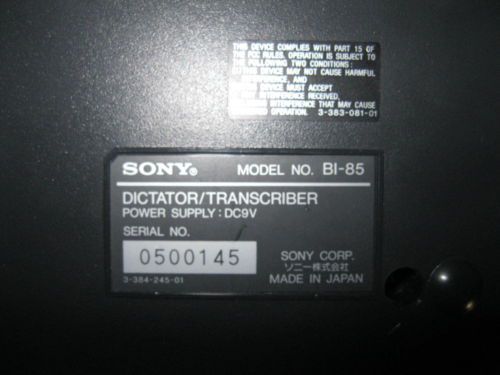 THIS DEVICE COMPLIES WITH PART 15 OF
THE FCC RULES. OPERATION IS SUBJECT TO
THE FOLLOWING TWO CONDITIONS:
THIS DEVICE MAY NOT CAUSE HARMFUL
INTERFERENCE, AND
DEVICE MUST ACCEPT
INTERFERENCE RECEIVED,
INTERFERENCE THAT MAY CAUSE
OPERATION. 3-383-081-01
SONY® MODEL NO. BI-85
DICTATOR/TRANSCRIBER
POWER SUPPLY: DC9V
SERIAL NO.
0500145
SONY CORP.
ソニー株式会社
3-384-245-01 MADE IN JAPAN